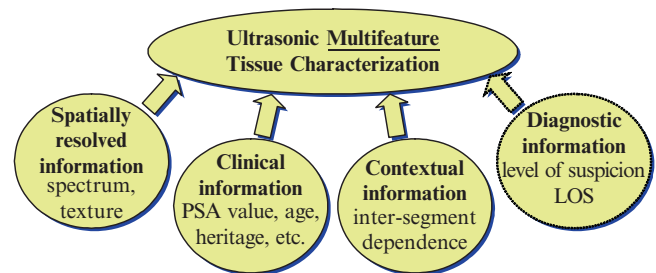 Ultrasonic Multifeature
Tissue Characterization
Spatially
resolved
information
spectrum,
texture
Clinical
information
PSA value, age,
heritage, etc.
Contextual
information
inter-segment
dependence
Diagnostic
information
level of suspicion
LOS